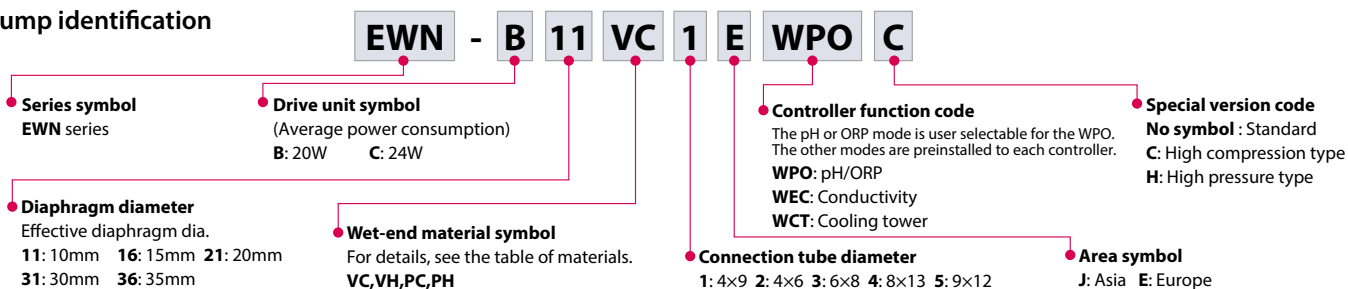 ump identification
EWN - B 11 VC 1 E WPO C
Series symbol
EWN series
Drive unit symbol
(Average power consumption)
B: 20W C: 24W
Controller function code
The pH or ORP mode is user selectable for the WPO.
The other modes are preinstalled to each controller.
WPO: pH/ORP
WEC: Conductivity
WCT: Cooling tower
Special version code
No symbol : Standard
C: High compression type
H: High pressure type
Diaphragm diameter
Effective diaphragm dia.
11: 10mm 16: 15mm 21: 20mm
31: 30mm 36: 35mm
Wet-end material symbol
For details, see the table of materials.
VC,VH,PC,PH
Connection tube diameter
1: 4×9 2: 4×6 3: 6×8 4: 8×13 5: 9×12
Area symbol
J: Asia E: Europe